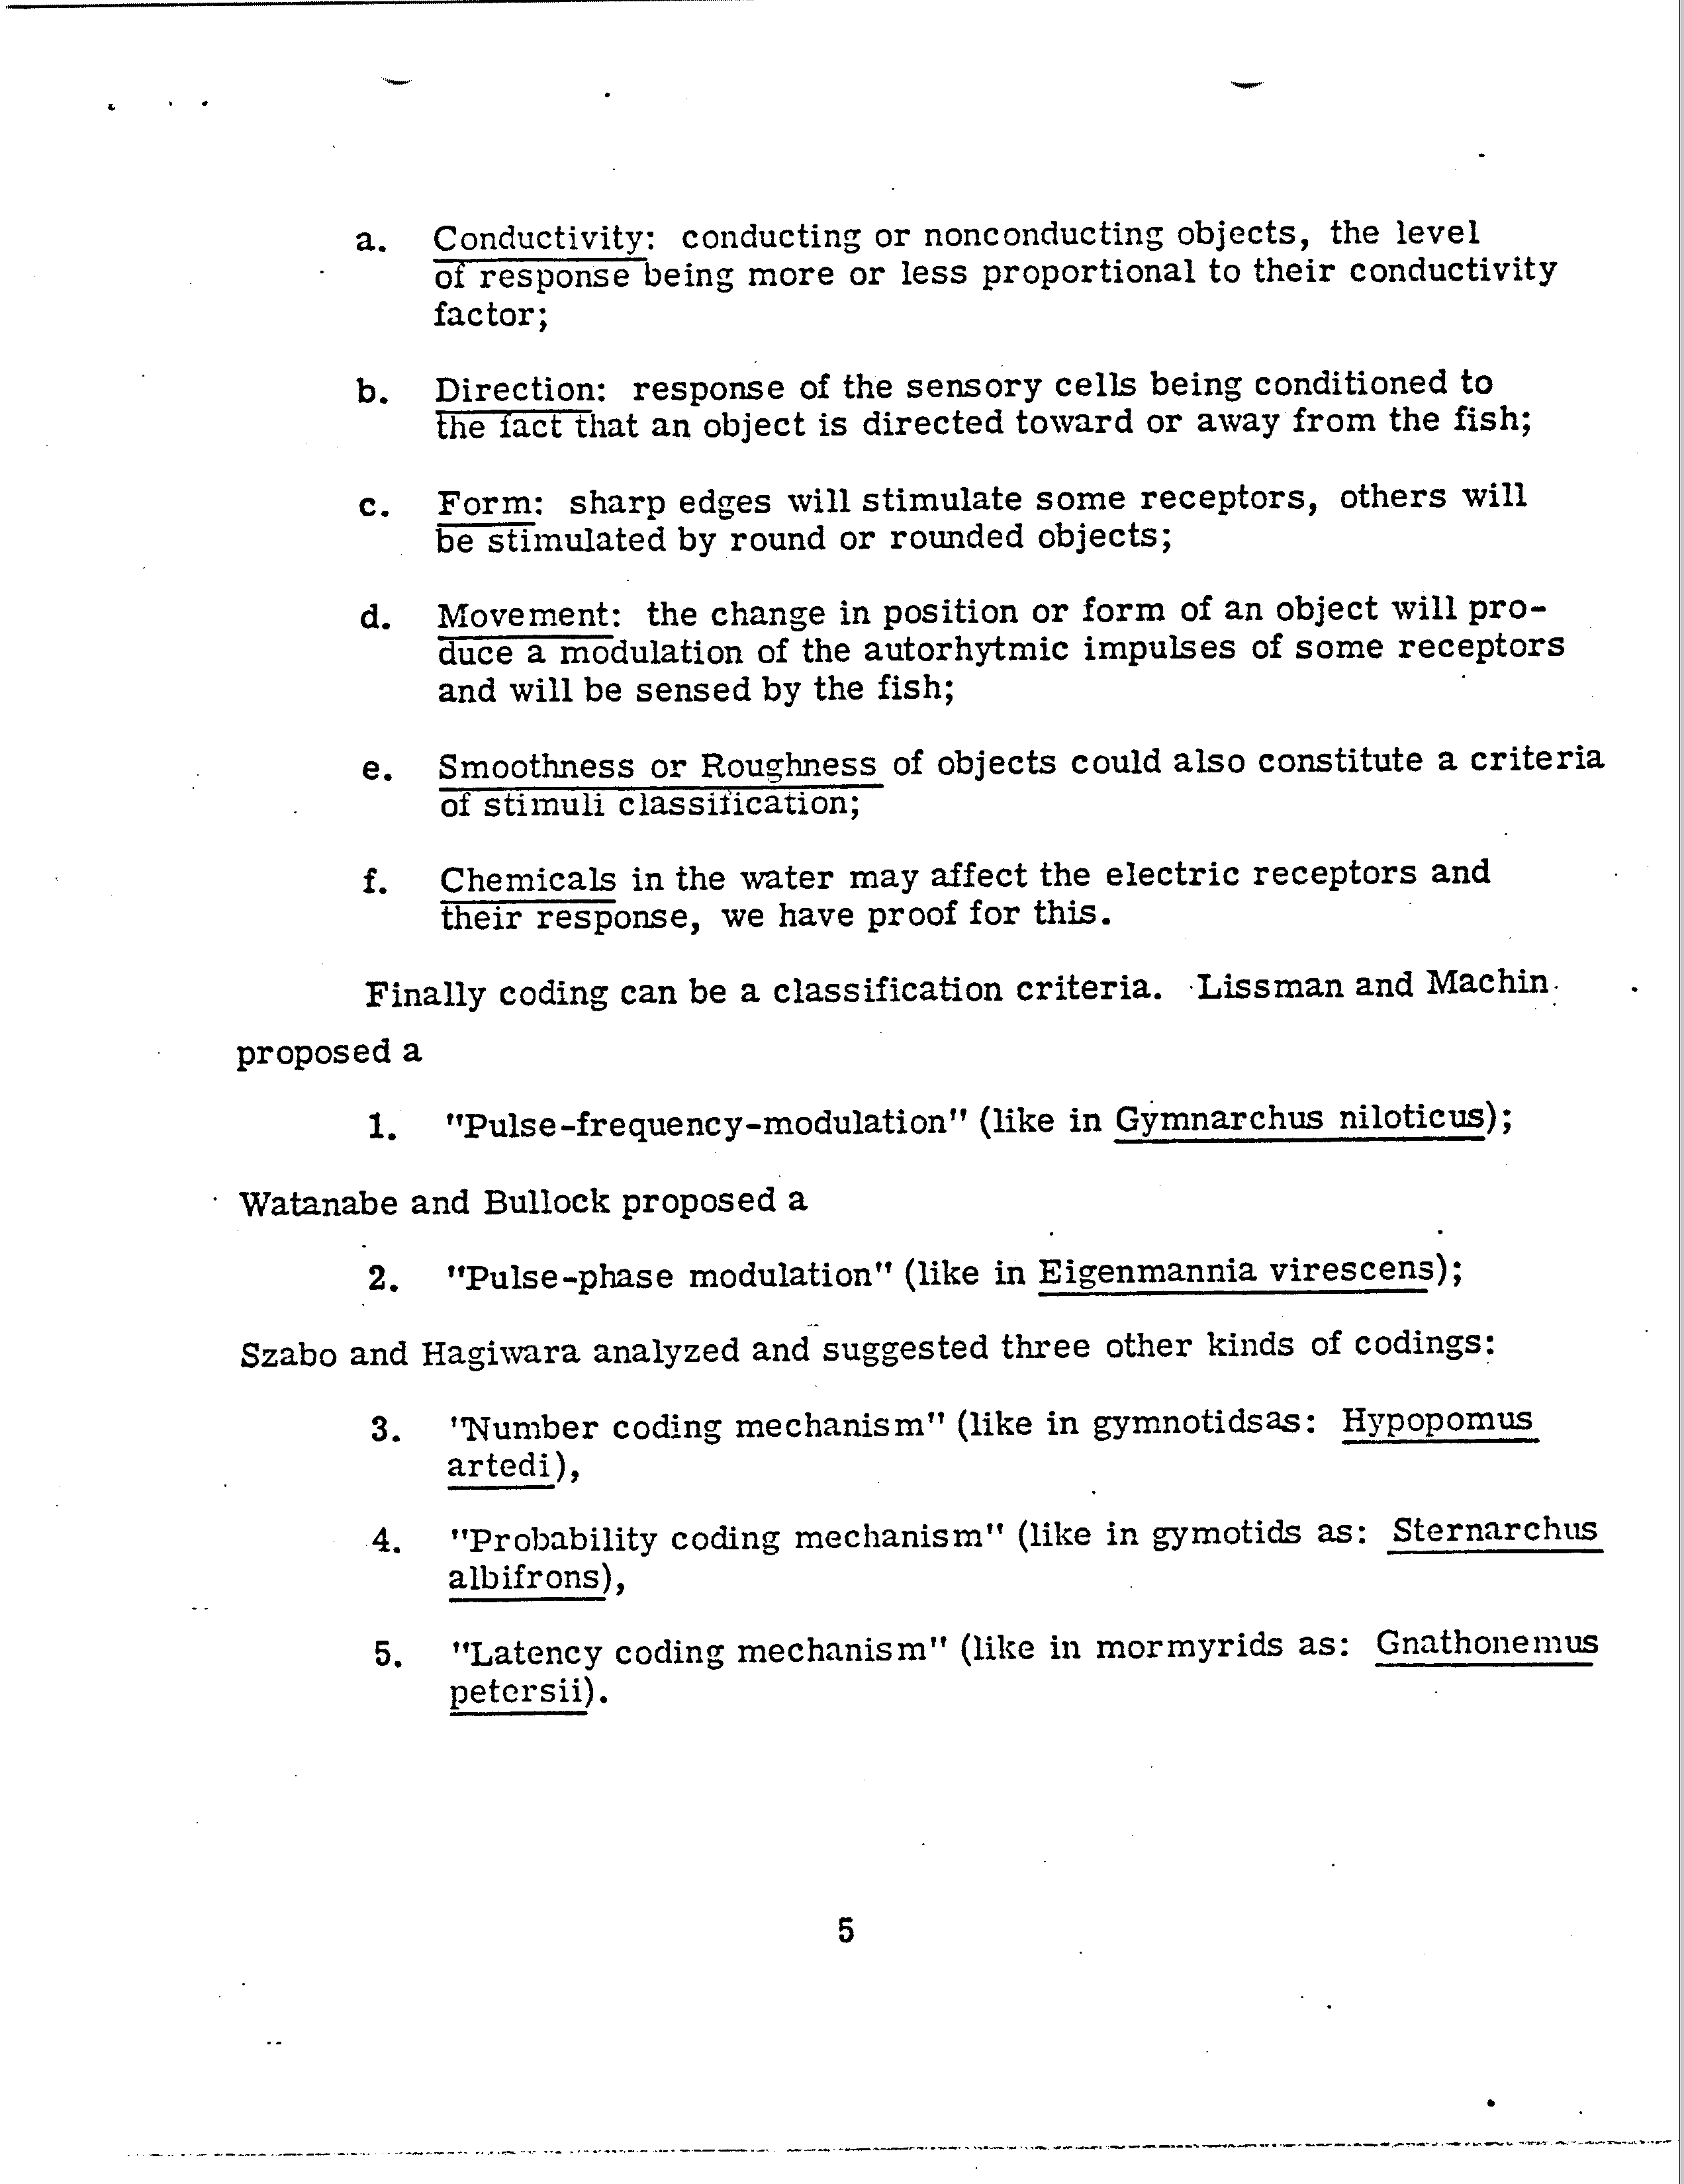 a. Conductivity: conducting or nonconducting objects, the level
of response being more or less proportional to their conductivity
factor;
b. Direction: response of the sensory cells being conditioned to
the fact that an object is directed toward or away from the fish;
c. Form: sharp edges will stimulate some receptors, others will
be stimulated by round or rounded objects;
d. Movement: the change in position or form of an object will pro-
duce a modulation of the autorhytmic impulses of some receptors
and will be sensed by the fish;
e. Smoothness or Roughness of objects could also constitute a criteria
of stimuli classification;
f. Chemicals in the water may affect the electric receptors and
their response, we have proof for this.
Finally coding can be a classification criteria. Lissman and Machin
proposed a
1. "Pulse-frequency-modulation" (like in Gymnarchus niloticus);
Watanabe and Bullock proposed a
2. "Pulse-phase modulation" (like in Eigenmannia virescens);
Szabo and Hagiwara analyzed and suggested three other kinds of codings:
3. "Number coding mechanism" (like in gymnotidsas: Hypopomus
artedi),
4. "Probability coding mechanism" (like in gymotids as: Sternarchus
albifrons),
5. "Latency coding mechanism" (like in mormyrids as: Gnathonemus
petersii).
5